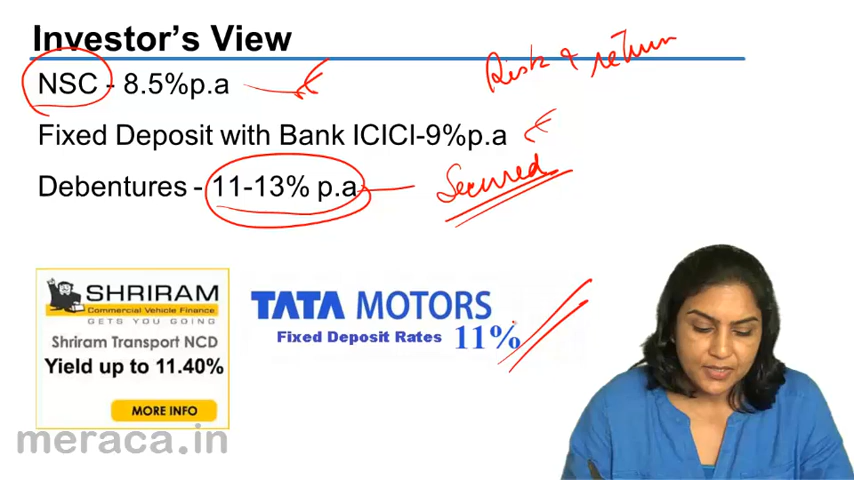 Investor's View
Risk & return
NSC - 8.5%p.a
Fixed Deposit with Bank ICICI-9%p.a
Debentures - 11-13% p.a
Secured
SHRIRAM
Commercial Vehicle Finance
GETS YOU GOING
Shriram Transport NCD
Yield up to 11.40%
MORE INFO
TATA MOTORS
Fixed Deposit Rates 11%
meraca.in